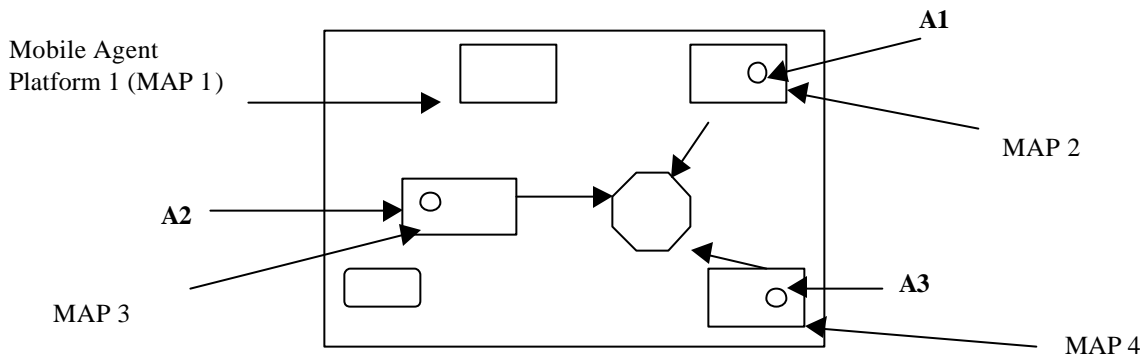 A1
Mobile Agent
Platform 1 (MAP 1)
MAP 2
A2
A3
MAP 3
MAP 4